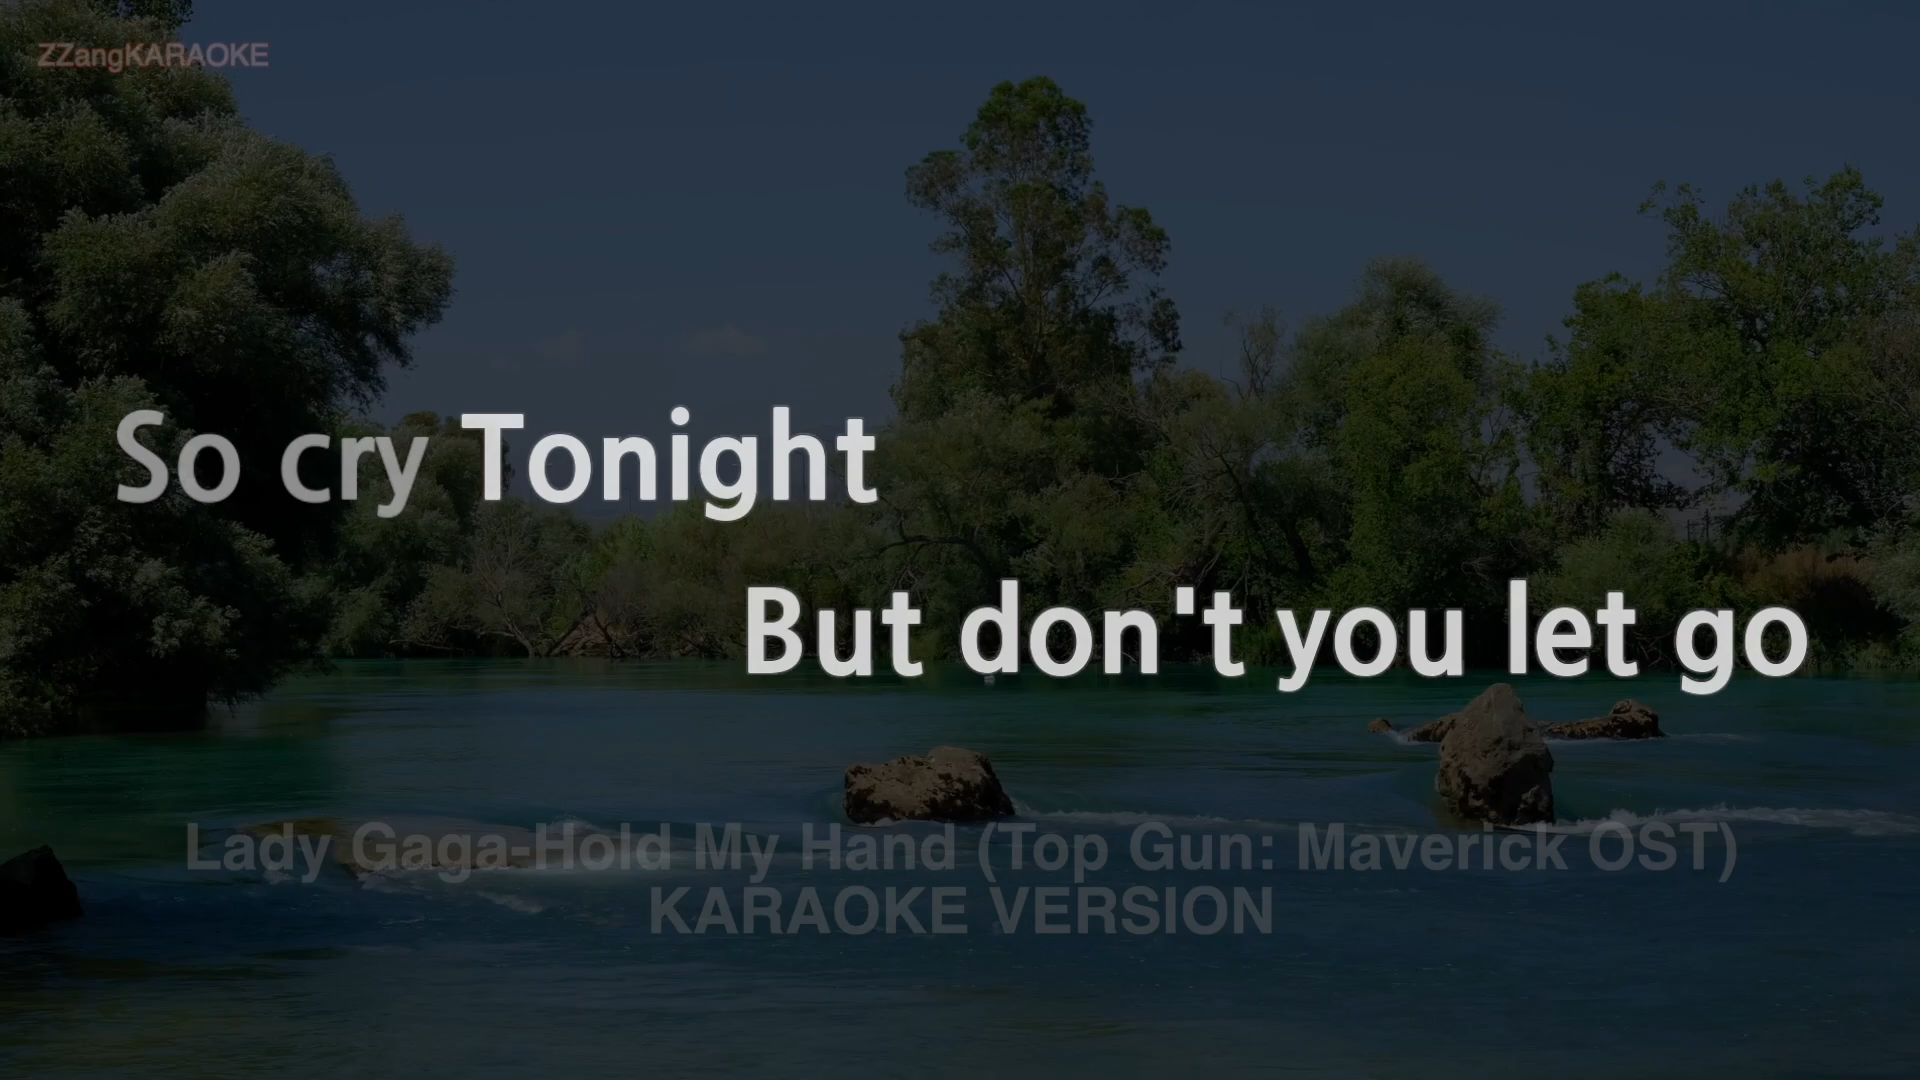 ZZangKARAOKE
So cry Tonight
But don't you let go
Lady Gaga-Hold My Hand (Top Gun: Maverick OST)
KARAOKE VERSION